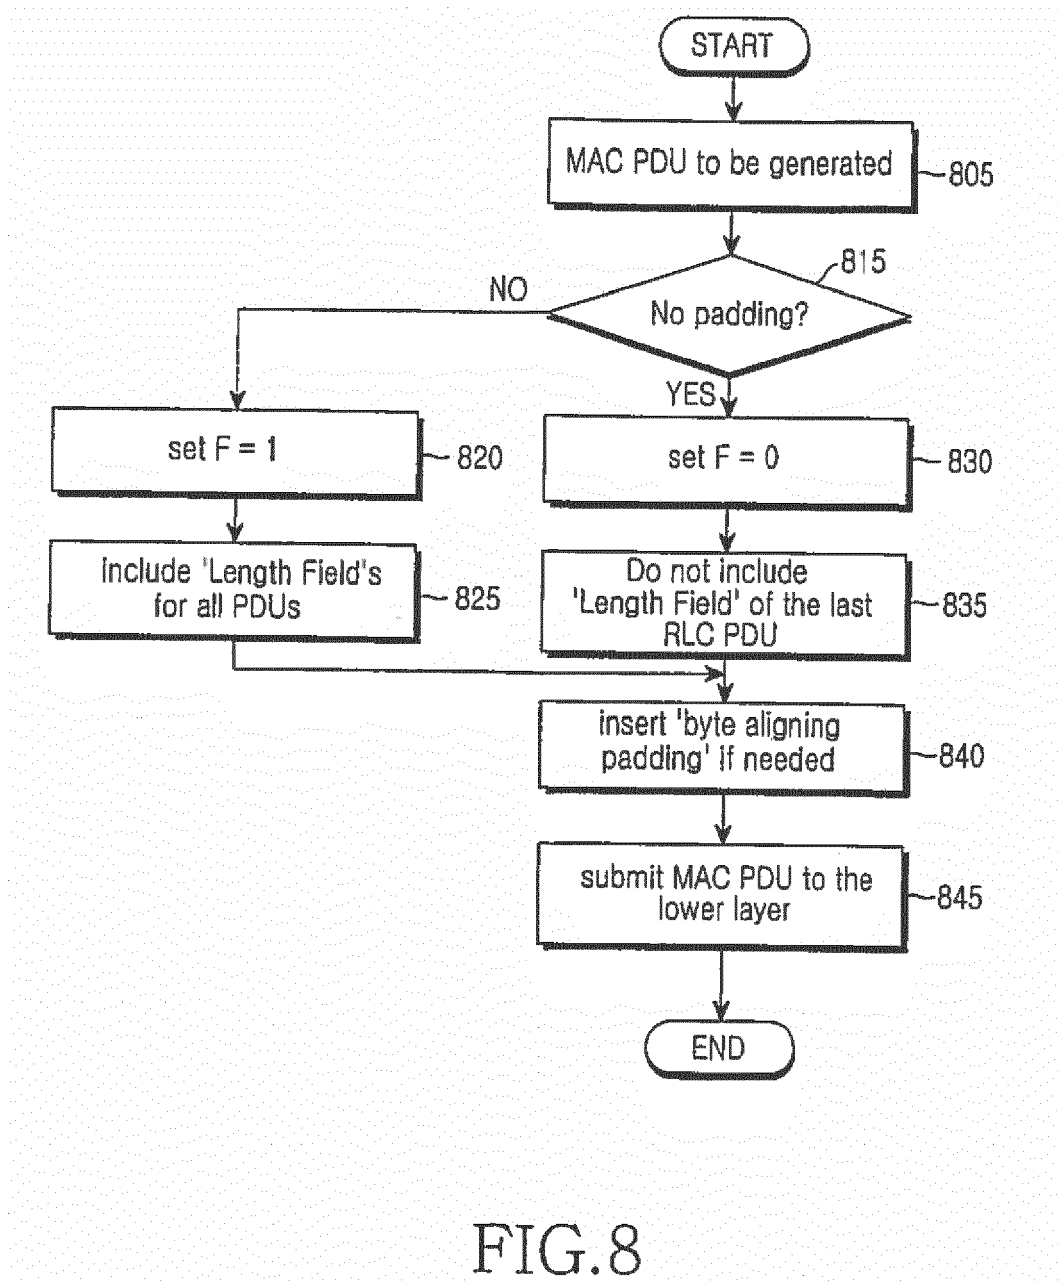 START
MAC PDU to be generated
805
815
NO
No padding?
YES
set F = 1
820
set F = 0
830
include 'Length Field's
for all PDUs
825
Do not include
'Length Field' of the last
RLC PDU
835
insert 'byte aligning
padding' if needed
840
submit MAC PDU to the
lower layer
845
END
FIG.8